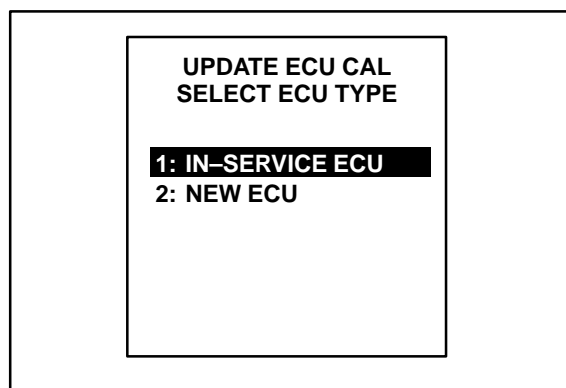 UPDATE ECU CAL
SELECT ECU TYPE
1: IN–SERVICE ECU
2: NEW ECU